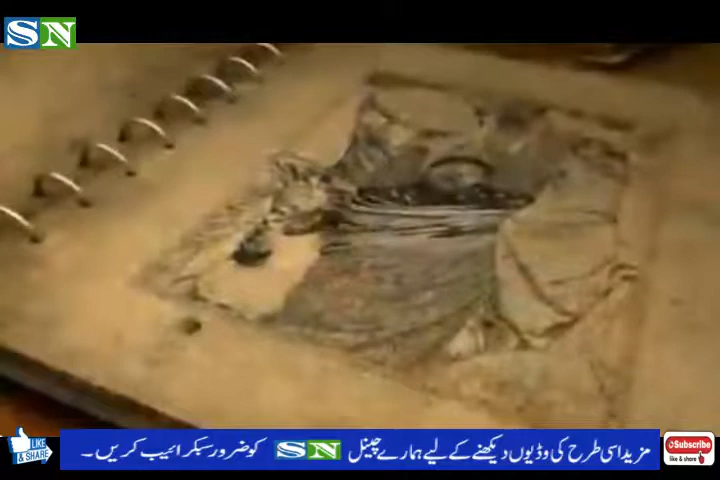 SN
مزید اسی طرح کی وڈیوں دیکھنے کے لیے ہمارے چینل SN کو ضرور سبکرائیب کریں ۔
LIKE & SHARE
Subscribe
like & share